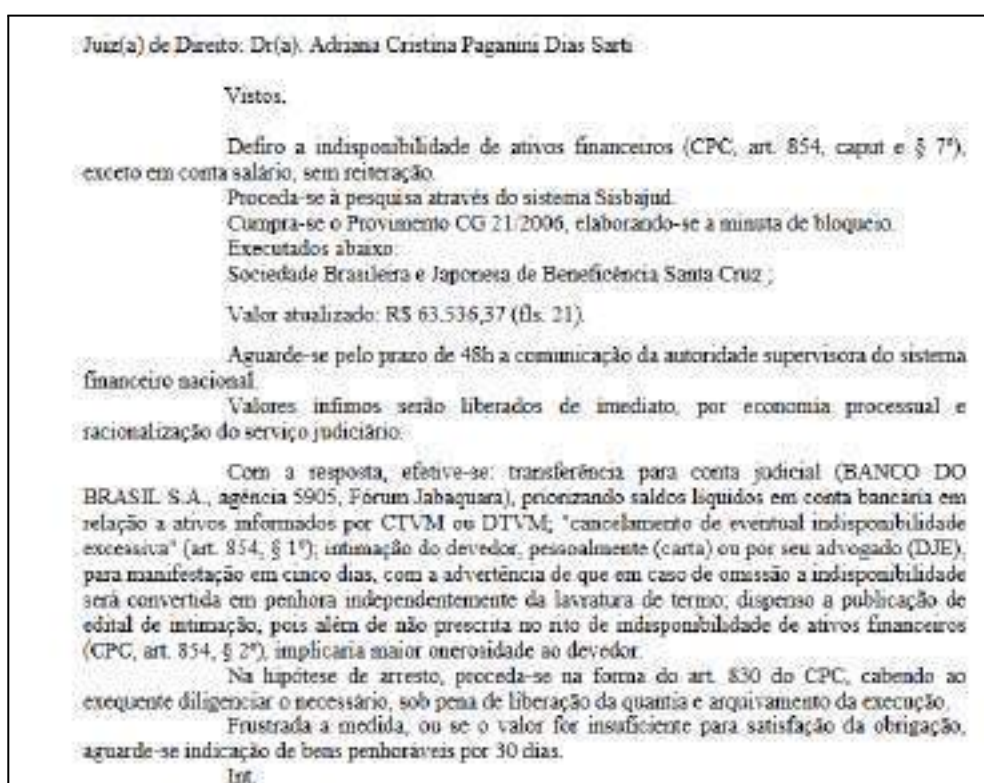 Juiz(a) de Direito: Dr(a). Adriana Cristina Paganini Dias Sarti
Vistos.
Defiro a indisponibilidade de ativos financeiros (CPC, art. 854, caput e § 7º),
exceto em conta salário, sem reiteração.
Proceda-se à pesquisa através do sistema Sisbajud.
Cumpra-se o Provimento CG 21/2006, elaborando-se a minuta de bloqueio.
Executados abaixo:
Sociedade Brasileira e Japonesa de Beneficência Santa Cruz ;
Valor atualizado: R$ 63.536,37 (fls. 21).
Aguarde-se pelo prazo de 48h a comunicação da autoridade supervisora do sistema
financeiro nacional.
Valores ínfimos serão liberados de imediato, por economia processual e
racionalização do serviço judiciário.
Com a resposta, efetive-se: transferência para conta judicial (BANCO DO
BRASIL S.A., agência 5905, Fórum Jabaquara), priorizando saldos líquidos em conta bancária em
relação a ativos informados por CTVM ou DTVM; "cancelamento de eventual indisponibilidade
excessiva" (art. 854, § 1º); intimação do devedor, pessoalmente (carta) ou por seu advogado (DJE),
para manifestação em cinco dias, com a advertência de que em caso de omissão a indisponibilidade
será convertida em penhora independentemente da lavratura de termo; dispenso a publicação de
edital de intimação, pois além de não prescrita no rito de indisponibilidade de ativos financeiros
(CPC, art. 854, § 2º), implicaria maior onerosidade ao devedor.
Na hipótese de arresto, proceda-se na forma do art. 830 do CPC, cabendo ao
exequente diligenciar o necessário, sob pena de liberação da quantia e arquivamento da execução.
Frustrada a medida, ou se o valor for insuficiente para satisfação da obrigação,
aguarde-se indicação de bens penhoráveis por 30 dias.
Int.